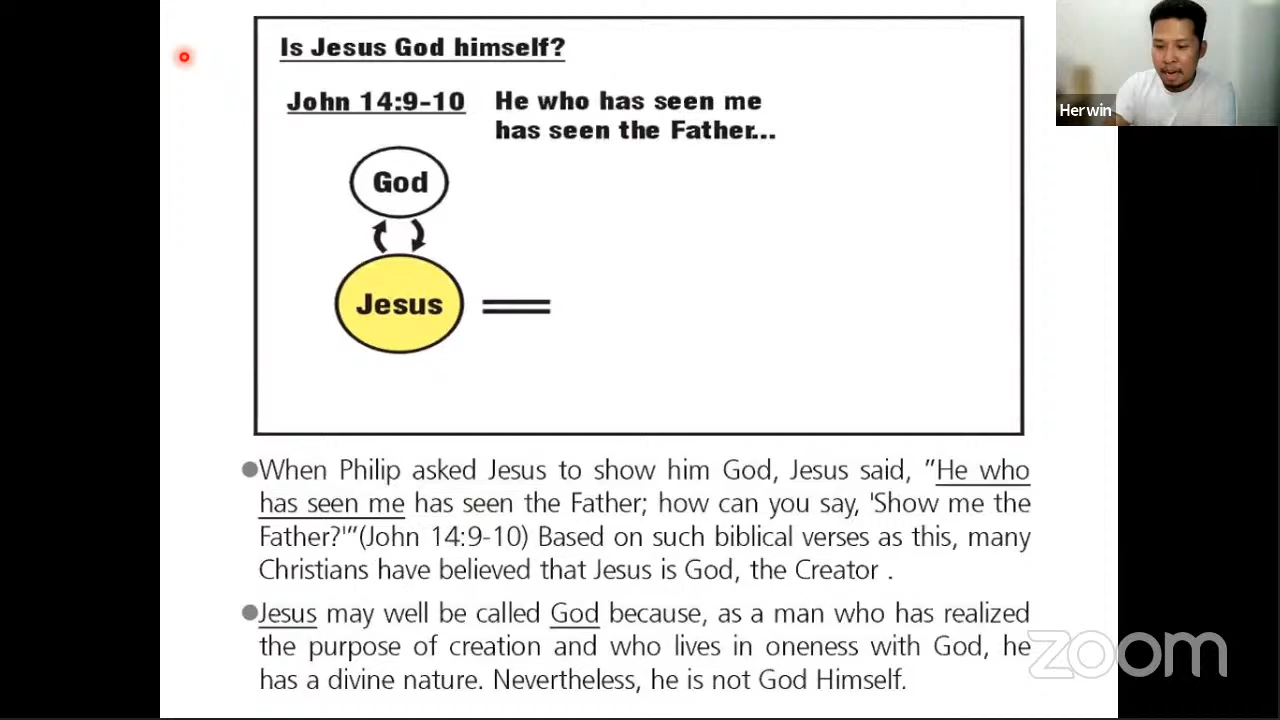 Is Jesus God himself?
John 14:9-10 He who has seen me
has seen the Father...
God
Jesus
Herwin
●When Philip asked Jesus to show him God, Jesus said, "He who
has seen me has seen the Father; how can you say, 'Show me the
Father?'"(John 14:9-10) Based on such biblical verses as this, many
Christians have believed that Jesus is God, the Creator .
●Jesus may well be called God because, as a man who has realized
the purpose of creation and who lives in oneness with God, he
has a divine nature. Nevertheless, he is not God Himself.
zoom